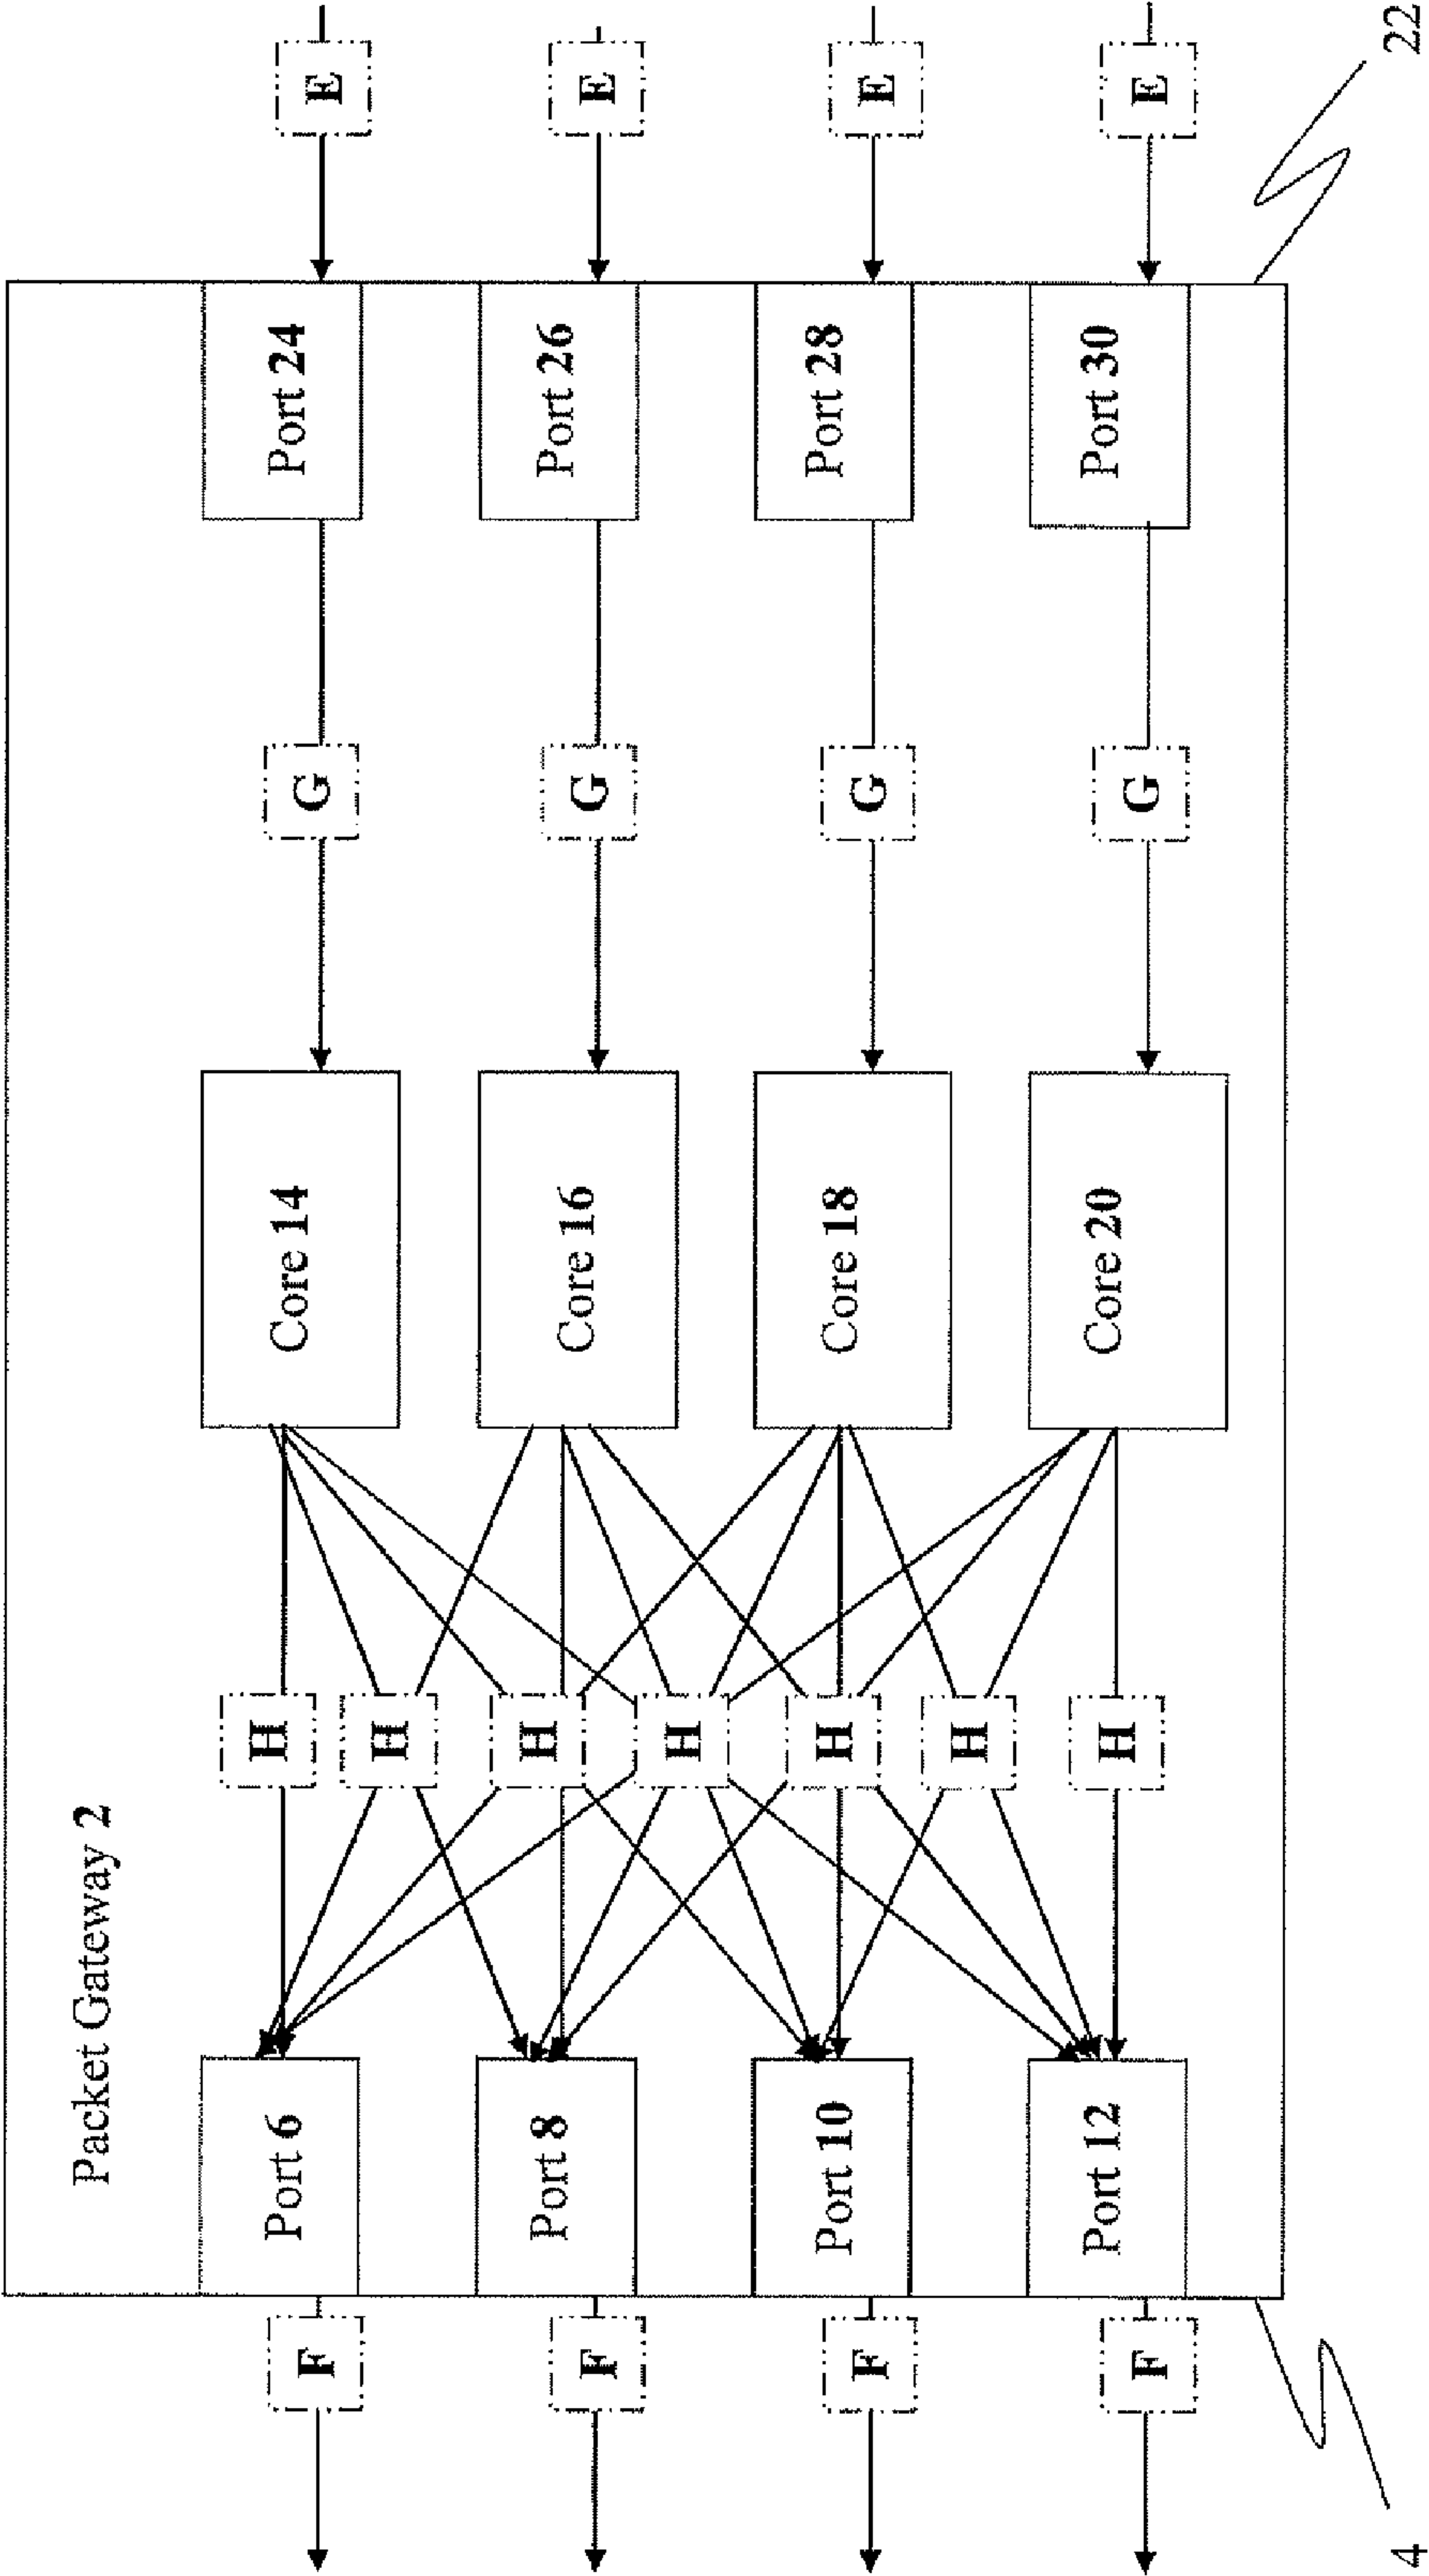 Packet Gateway 2
F
Port 6
H
Core 14
G
Port 24
E
H
F
Port 8
H
Core 16
G
Port 26
E
H
F
Port 10
H
Core 18
G
Port 28
E
H
F
Port 12
H
Core 20
G
Port 30
E
4
22